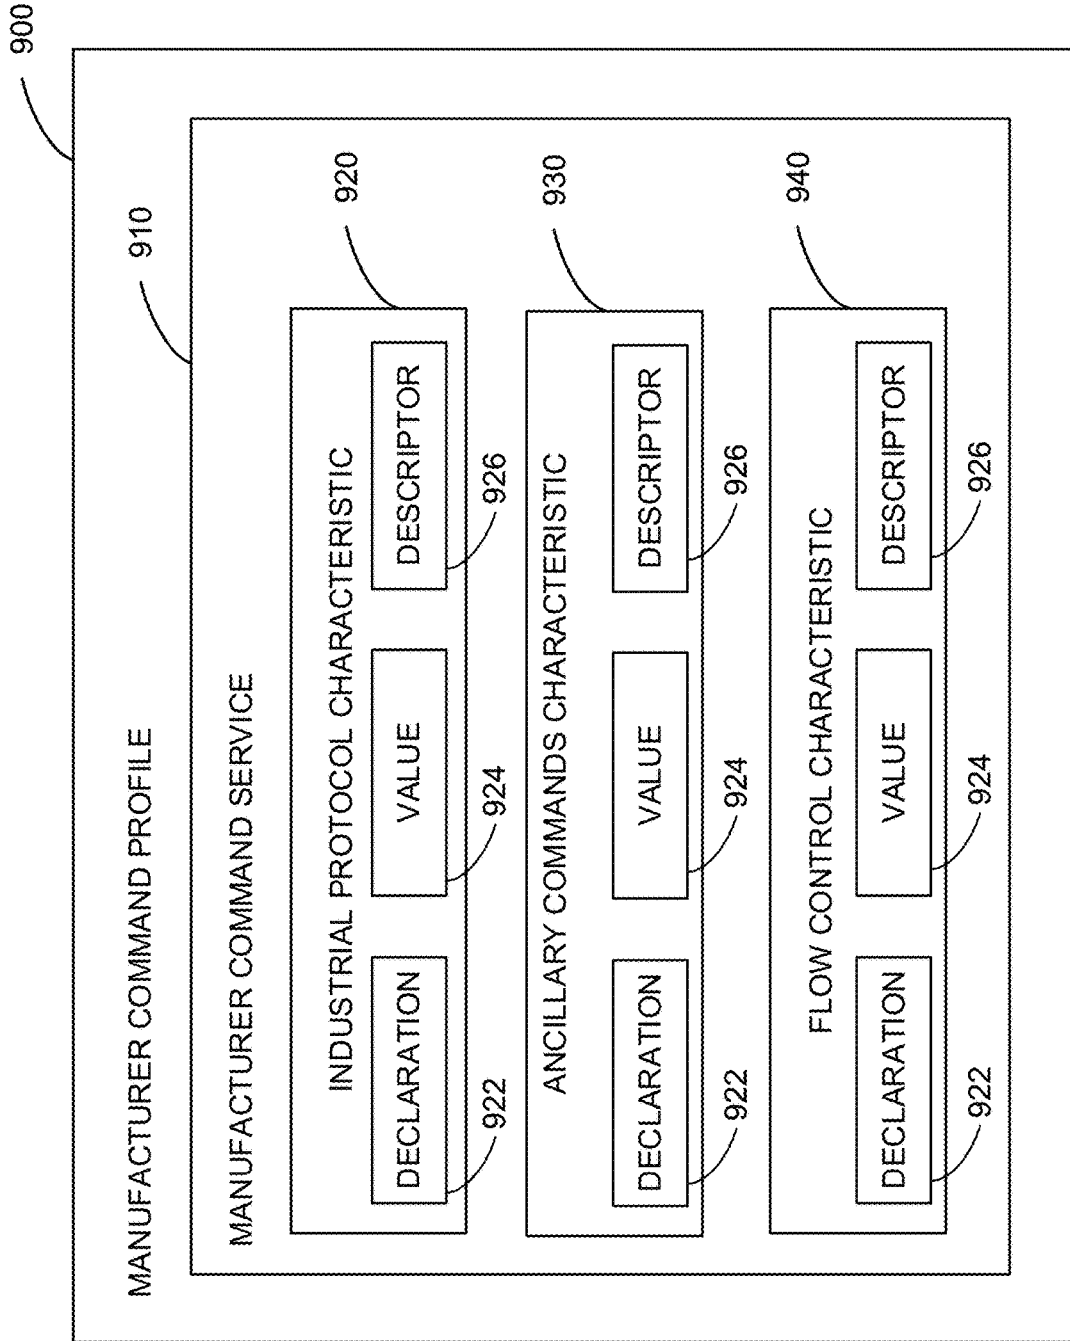 900
MANUFACTURER COMMAND PROFILE
910
MANUFACTURER COMMAND SERVICE
920
INDUSTRIAL PROTOCOL CHARACTERISTIC
DECLARATION
VALUE
DESCRIPTOR
922
924
926
930
ANCILLARY COMMANDS CHARACTERISTIC
DECLARATION
VALUE
DESCRIPTOR
922
924
926
940
FLOW CONTROL CHARACTERISTIC
DECLARATION
VALUE
DESCRIPTOR
922
924
926